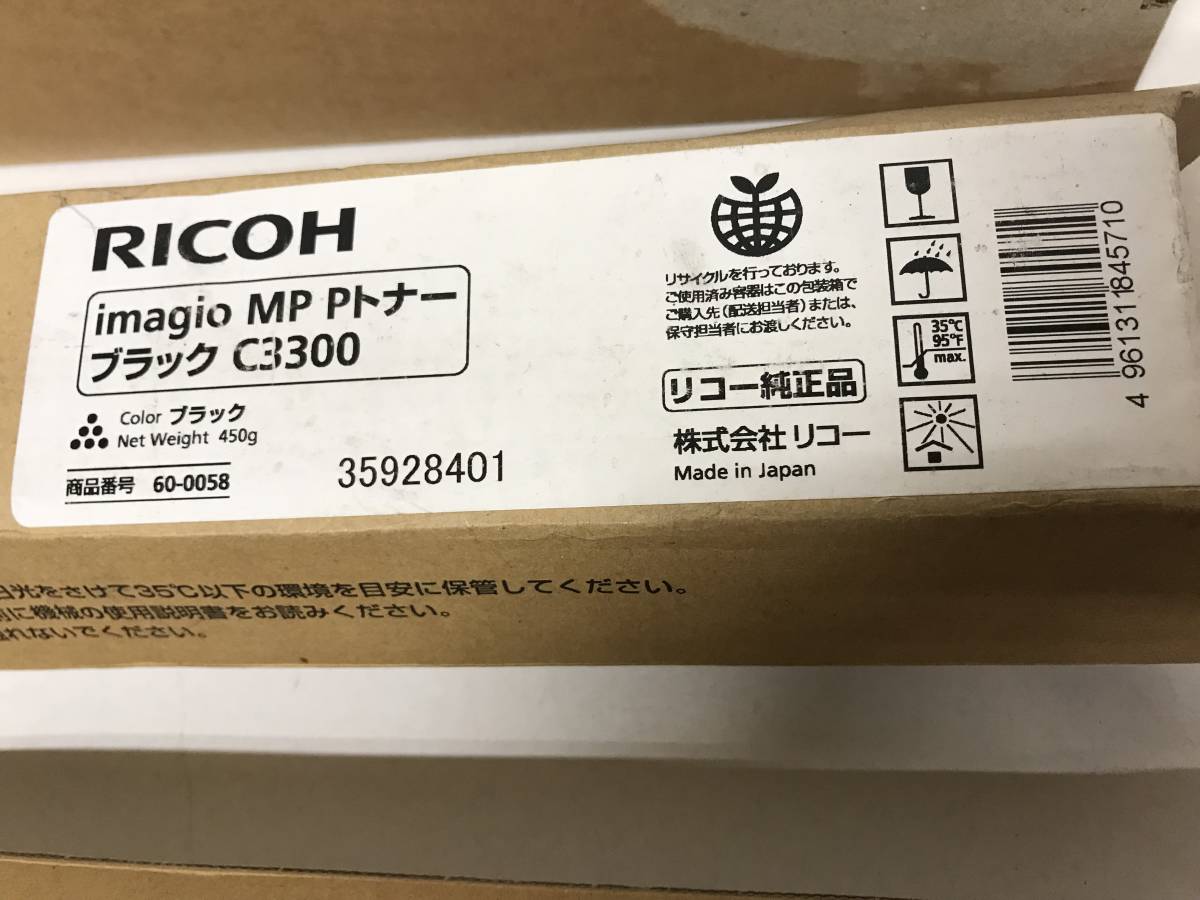 RICOH
imagio MP Pトナー
ブラック C3300
Color ブラック
Net Weight 450g
商品番号 60-0058
35928401
リサイクルを行っております。
ご使用済み容器はこの包装箱で
ご購入先（配送担当者）または、
保守担当者にお渡しください。
リコー純正品
株式会社 リコー
Made in Japan
35℃
95°F
max.
4 961311 845710
光をさけて35℃以下の環境を目安に保管してください。
に機械の使用説明書をお読みください。
れないでください。